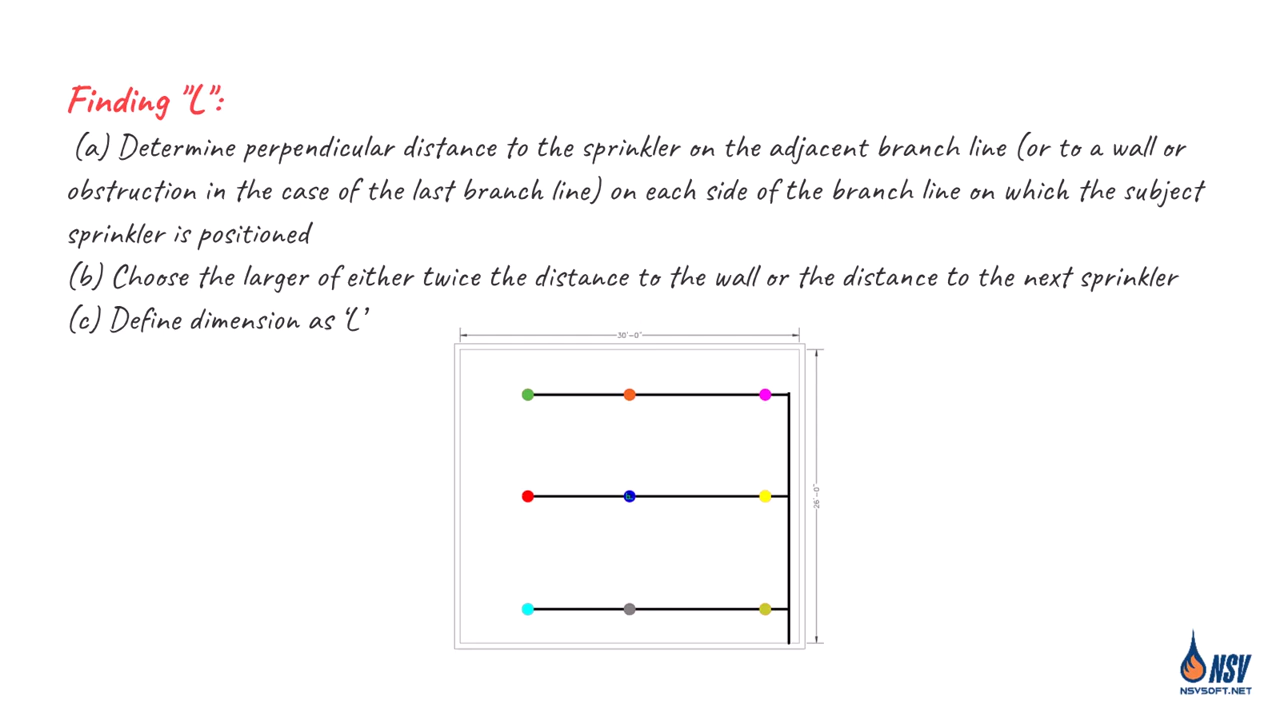 Finding "L":
(a) Determine perpendicular distance to the sprinkler on the adjacent branch line (or to a wall or
obstruction in the case of the last branch line) on each side of the branch line on which the subject
sprinkler is positioned
(b) Choose the larger of either twice the distance to the wall or the distance to the next sprinkler
(c) Define dimension as 'L'
30'-0"
26'-0"
NSV
NSVSOFT.NET